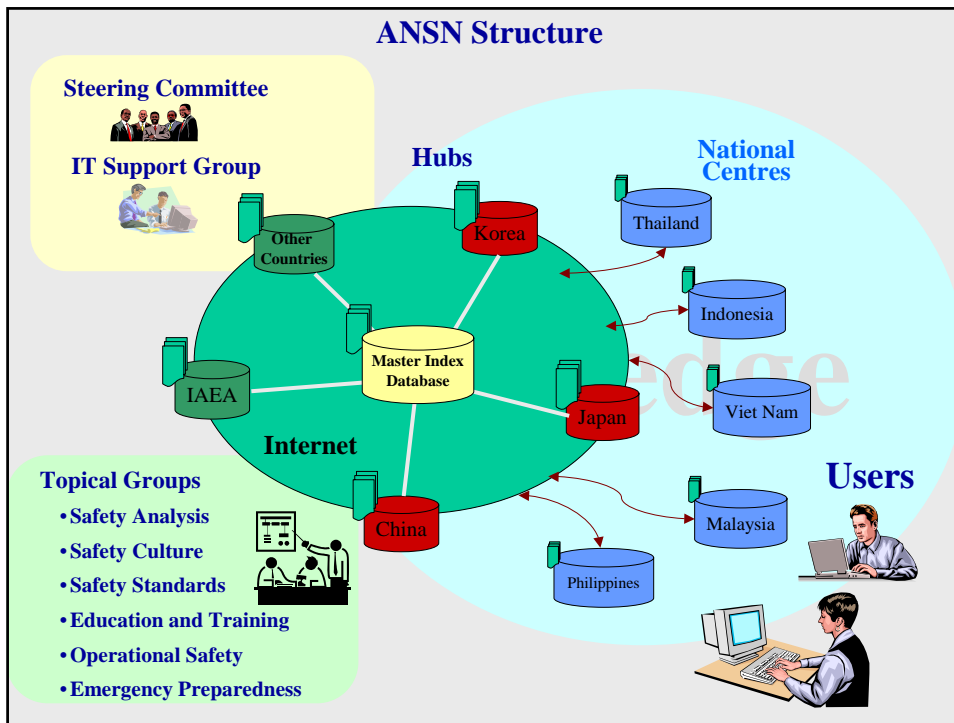 ANSN Structure
Steering Committee
IT Support Group
Hubs
National
Centres
Korea
Thailand
Other
Countries
Indonesia
Master Index
Database
IAEA
edge
Japan
Viet Nam
Internet
Users
China
Malaysia
Philippines
Topical Groups
•Safety Analysis
•Safety Culture
•Safety Standards
•Education and Training
•Operational Safety
•Emergency Preparedness